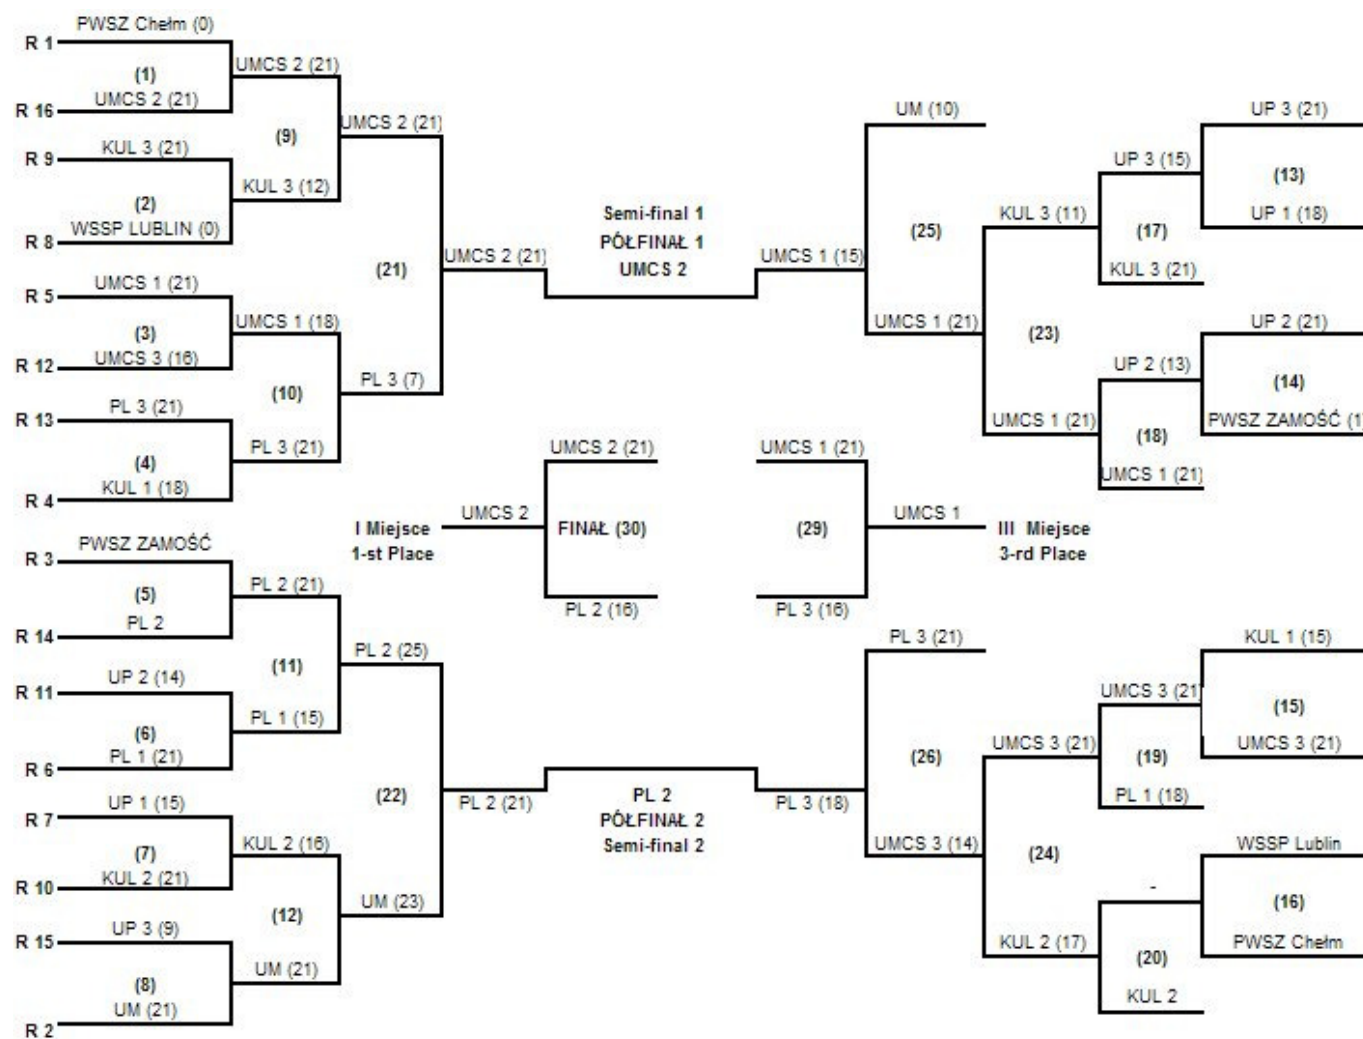 PWSZ Chełm (0)
R 1
(1)
UMCS 2 (21)
R 16
UMCS 2 (21)
KUL 3 (21)
R 9
(9)
(2)
KUL 3 (12)
WSSP LUBLIN (0)
R 8
UMCS 2 (21)
UMCS 1 (21)
R 5
(3)
UMCS 1 (18)
UMCS 3 (16)
R 12
(21)
PL 3 (21)
R 13
(10)
PL 3 (7)
(4)
PL 3 (21)
KUL 1 (18)
R 4
UMCS 2 (21)
PWSZ ZAMOŚĆ
R 3
(5)
PL 2 (21)
PL 2
R 14
UP 2 (14)
R 11
(11)
PL 2 (25)
(6)
PL 1 (15)
PL 1 (21)
R 6
UP 1 (15)
R 7
(22)
(7)
KUL 2 (16)
KUL 2 (21)
R 10
(12)
UM (23)
UP 3 (9)
R 15
(8)
UM (21)
UM (21)
R 2
PL 2 (21)
Semi-final 1
PÓŁFINAŁ 1
UMCS 2
UMCS 1 (15)
UMCS 2 (21)
I Miejsce
1-st Place
UMCS 2
FINAŁ (30)
PL 2 (16)
UMCS 1 (21)
(29)
UMCS 1
III Miejsce
3-rd Place
PL 3 (16)
PL 2
PÓŁFINAŁ 2
Semi-final 2
PL 3 (18)
UM (10)
(25)
UMCS 1 (21)
KUL 3 (11)
(23)
UMCS 1 (21)
UP 3 (15)
(17)
KUL 3 (21)
UP 2 (13)
(18)
UMCS 1 (21)
UP 3 (21)
(13)
UP 1 (18)
UP 2 (21)
(14)
PWSZ ZAMOŚĆ (1
PL 3 (21)
(26)
UMCS 3 (14)
UMCS 3 (21)
(24)
KUL 2 (17)
UMCS 3 (21)
(19)
PL 1 (18)
-
(20)
KUL 2
KUL 1 (15)
(15)
UMCS 3 (21)
WSSP Lublin
(16)
PWSZ Chełm